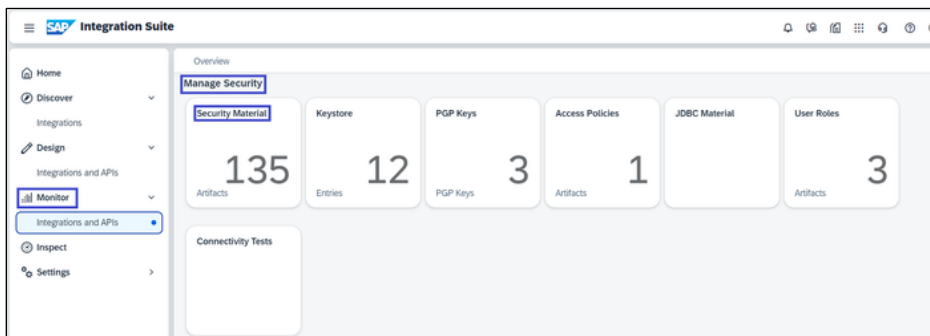 SAP Integration Suite
Home
Discover
Integrations
Design
Integrations and APIs
Monitor
Integrations and APIs
Inspect
Settings
Overview
Manage Security
Security Material
135
Artifacts
Keystore
12
Entries
PGP Keys
3
PGP Keys
Access Policies
1
Artifacts
JDBC Material
User Roles
3
Artifacts
Connectivity Tests